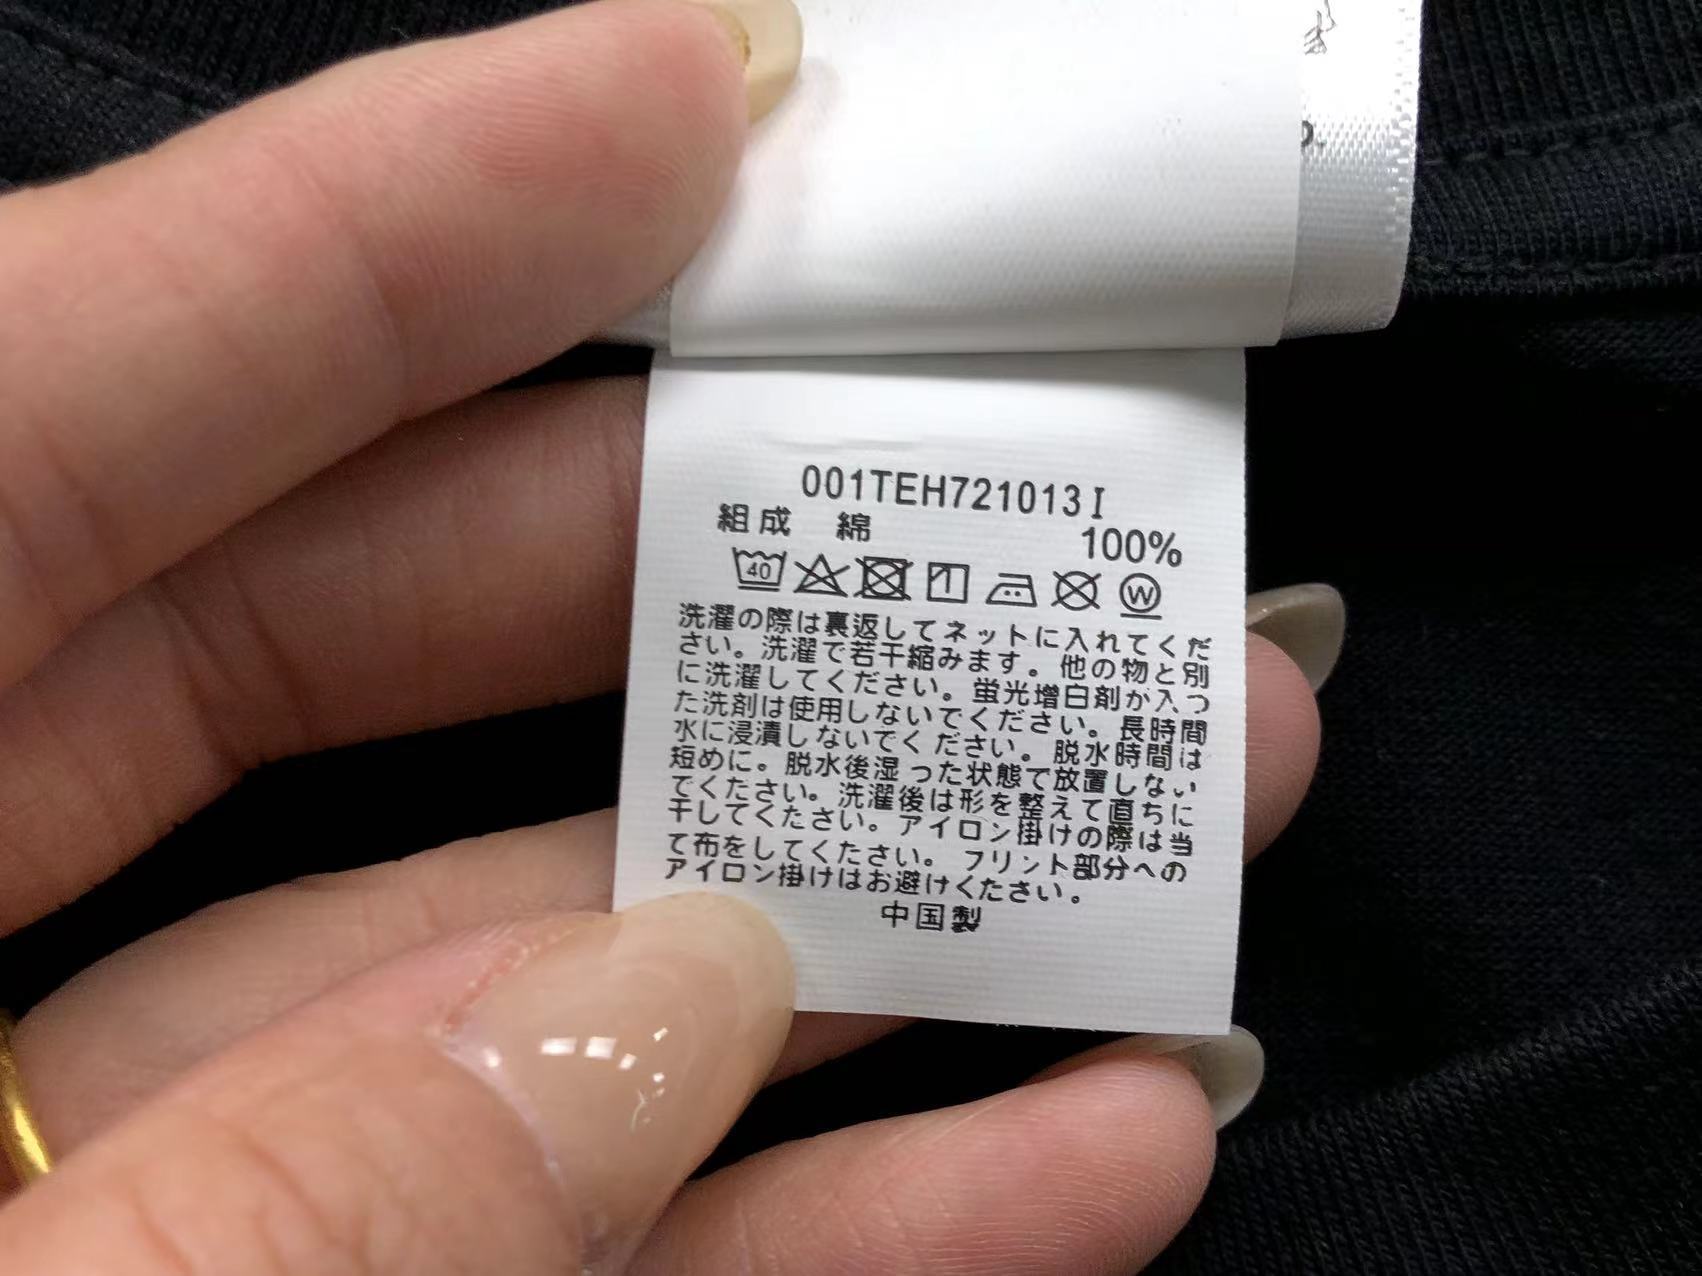 001TEH721013I
組成 綿 100%
40
W
洗濯の際は裏返してネットに入れてくだ
さい。洗濯で若干縮みます。他の物と別
に洗濯してください。蛍光増白剤か入つ
た洗剤は使用しないでください。長時間
水に浸漬しないでください。脱水時間は
短めに。脱水後湿った状態で放置しない
でください。洗濯後は形を整えて直ちに
干してくたさい。アイロン掛けの際は当
て布をしてくたさい。フリント部分への
アイロン掛けはお避けくたさい。
中国製